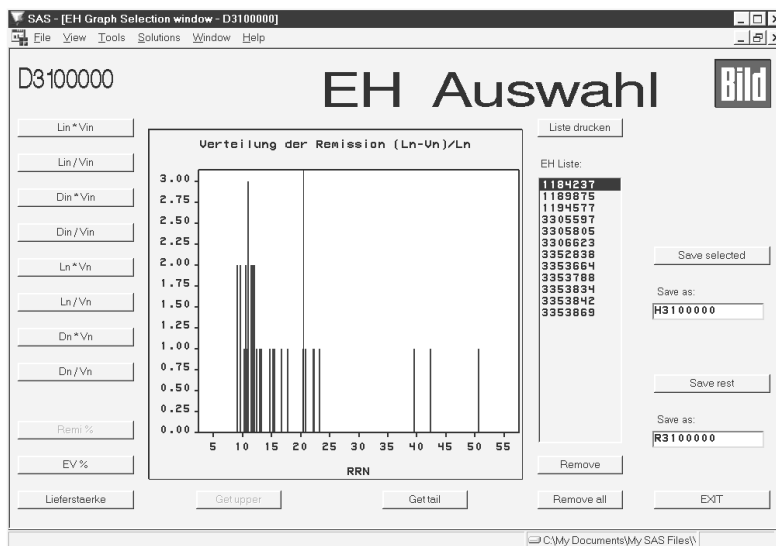 SAS - [EH Graph Selection window - D3100000]
File View Tools Solutions Window Help
D3100000
EH Auswahl
Bild
Lin*Vin
Lin/Vin
Din*Vin
Din/Vin
Ln*Vn
Ln/Vn
Dn*Vn
Dn/Vn
Remi %
EV%
Lieferstaerke
Verteilung der Remission (Ln-Vn)/Ln
3.00
2.75
2.50
2.25
2.00
1.75
1.50
1.25
1.00
0.75
0.50
0.25
0.00
5 10 15 20 25 30 35 40 45 50 55
RRN
Get upper
Get tail
Liste drucken
EH Liste:
1184237
1189875
1194577
3305597
3305805
3306623
3352838
3353664
3353788
3353834
3353842
3353869
Remove
Remove all
Save selected
Save as:
H3100000
Save rest
Save as:
R3100000
EXIT
C:\My Documents\My SAS Files\